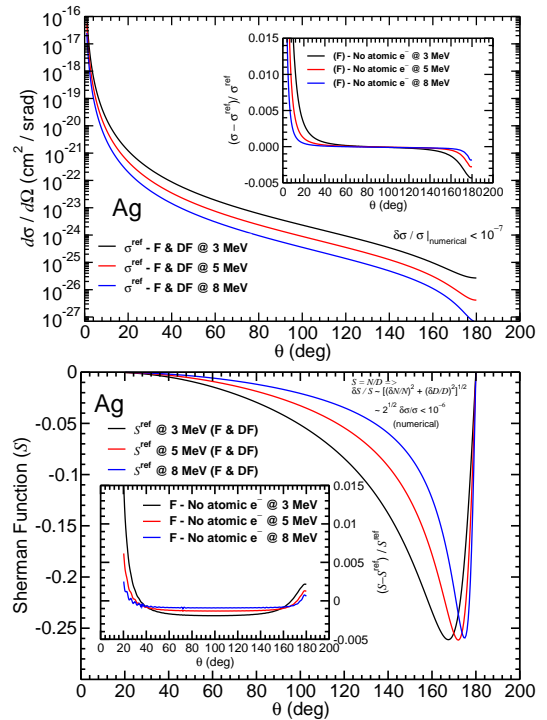 10^-16
10^-17
10^-18
10^-19
10^-20
10^-21
10^-22
10^-23
10^-24
10^-25
10^-26
10^-27
dσ / dΩ (cm^2 / srad)
0 20 40 60 80 100 120 140 160 180 200
θ (deg)
Ag
σ^ref - F & DF @ 3 MeV
σ^ref - F & DF @ 5 MeV
σ^ref - F & DF @ 8 MeV
δσ / σ|numerical < 10^-7
0.015
0.010
0.005
0.000
-0.005
(σ − σ^ref)/ σ^ref
(F) - No atomic e^- @ 3 MeV
(F) - No atomic e^- @ 5 MeV
(F) - No atomic e^- @ 8 MeV
0 20 40 60 80 100 120 140 160 180 200
θ (deg)
0
-0.05
-0.1
-0.15
-0.2
-0.25
Sherman Function (S)
0 20 40 60 80 100 120 140 160 180 200
θ (deg)
Ag
S^ref @ 3 MeV (F & DF)
S^ref @ 5 MeV (F & DF)
S^ref @ 8 MeV (F & DF)
S = N/D =>
δS / S ~ [(δN/N)^2 + (δD/D)^2]^1/2
~ 2^1/2 δσ/σ < 10^-6
(numerical)
F - No atomic e^- @ 3 MeV
F - No atomic e^- @ 5 MeV
F - No atomic e^- @ 8 MeV
0.015
0.01
0.005
0
-0.005
(S−S^ref) / S^ref
0 20 40 60 80 100 120 140 160 180 200
θ (deg)